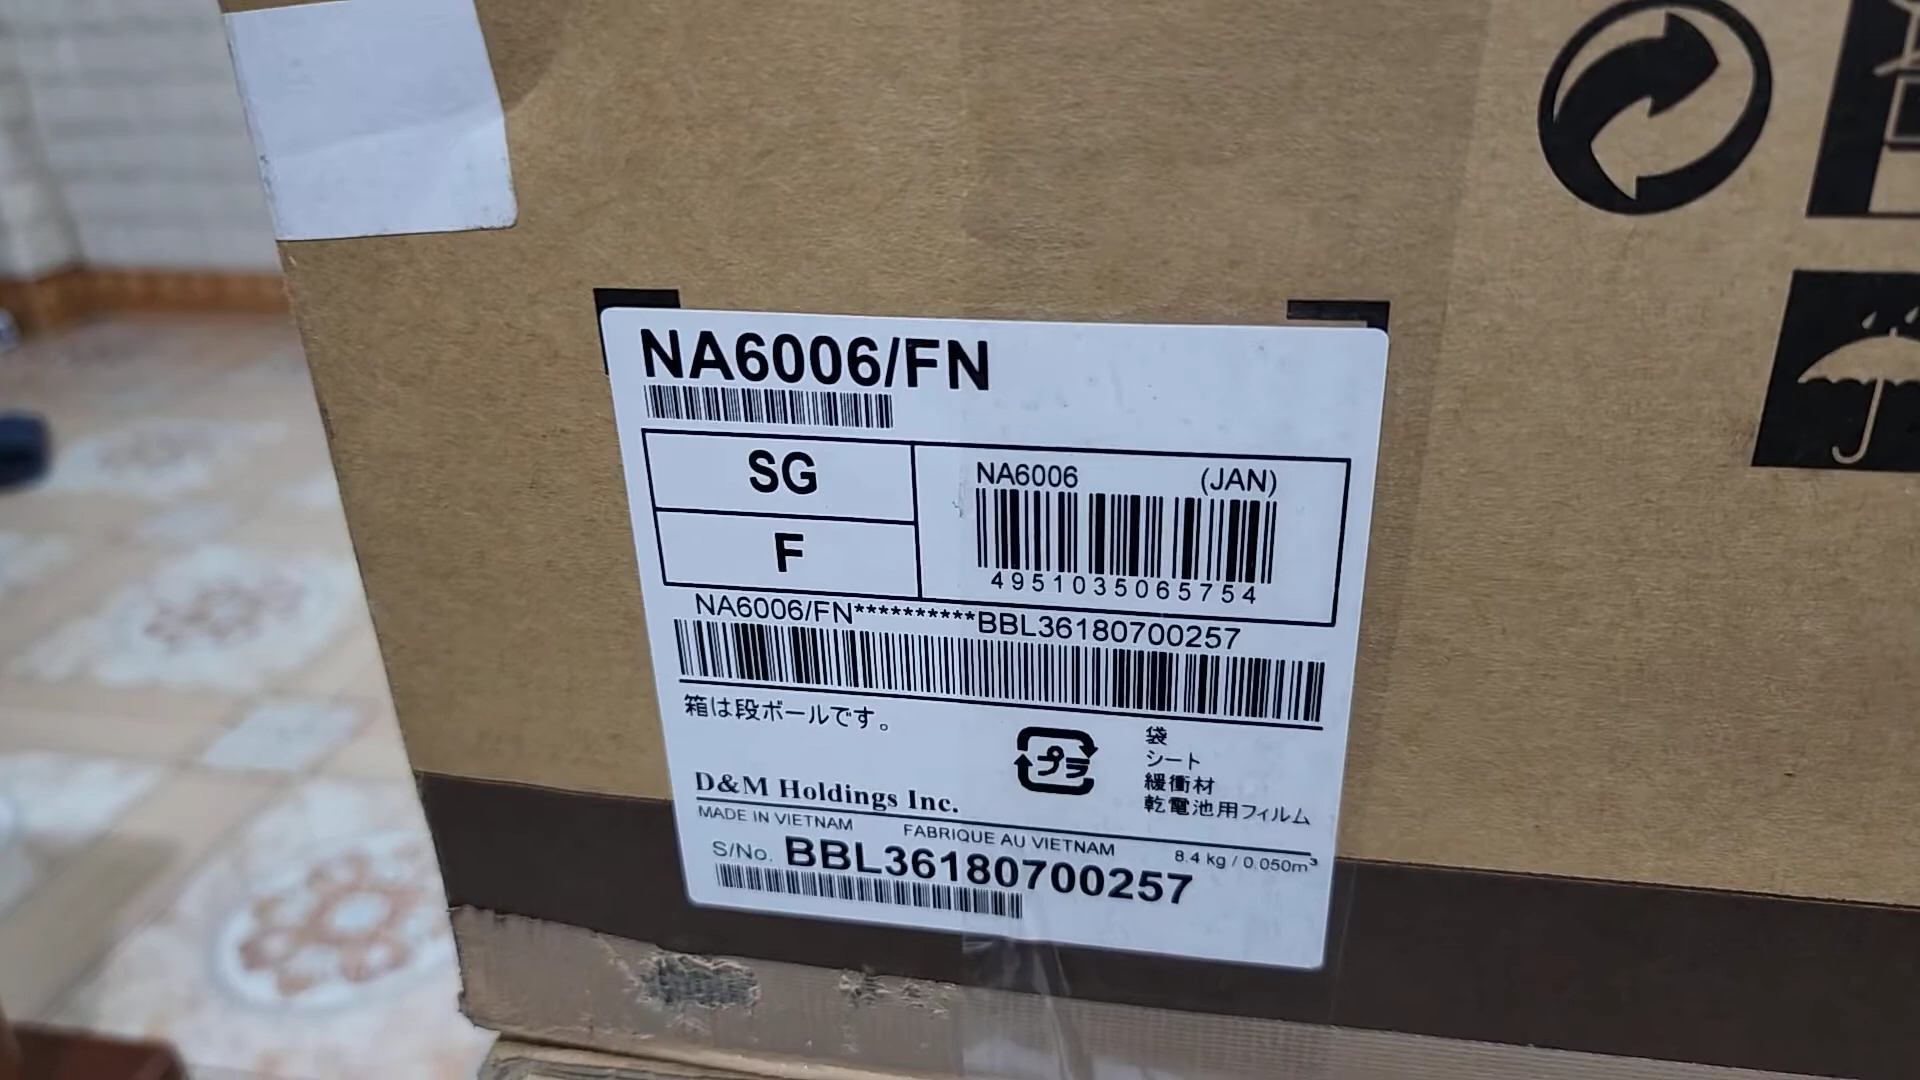 NA6006/FN
SG
F
NA6006 (JAN)
4951035065754
NA6006/FN**********BBL36180700257
箱は段ボールです。
プラ
袋
シート
緩衝材
乾電池用フィルム
D&M Holdings Inc.
MADE IN VIETNAM FABRIQUE AU VIETNAM 8.4 kg / 0.050m³
S/No. BBL36180700257